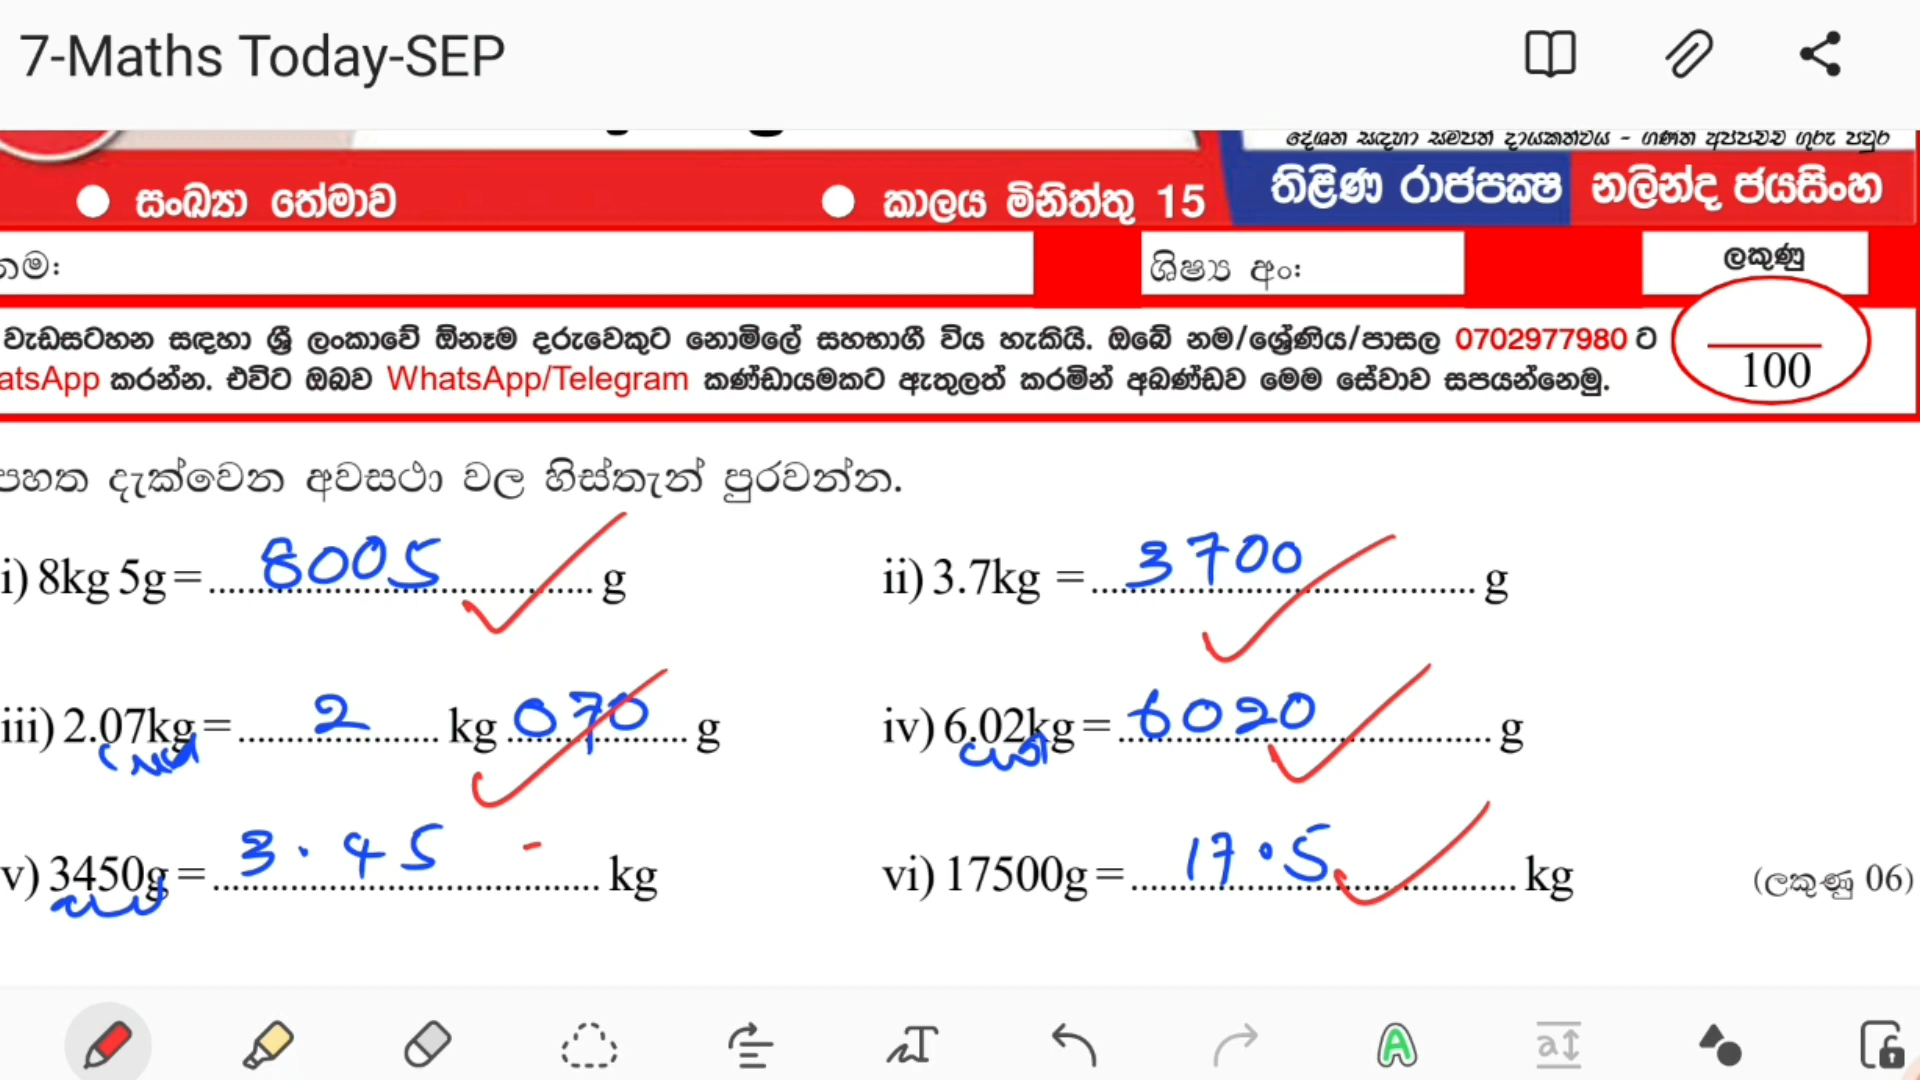 7-Maths Today-SEP
දේශන සඳහා සම්පත් දායකත්වය - ගණිත අප්පච්චි ගුරු පවුර
සංඛ්‍යා තේමාව
කාලය මිනිත්තු 15
තිළිණ රාජපක්ෂ
නලින්ද ජයසිංහ
නම:
ශිෂ්‍ය අං:
ලකුණු
100
වැඩසටහන සඳහා ශ්‍රී ලංකාවේ ඕනෑම දරුවෙකුට නොමිලේ සහභාගී විය හැකියි. ඔබේ නම/ශ්‍රේණිය/පාසල 0702977980 ට
atsApp කරන්න. එවිට ඔබව WhatsApp/Telegram කණ්ඩායමකට ඇතුලත් කරමින් අඛණ්ඩව මෙම සේවාව සපයන්නෙමු.
පහත දැක්වෙන අවසථා වල හිස්තැන් පුරවන්න.
i) 8kg 5g = 8005 g
ii) 3.7kg = 3700 g
iii) 2.07kg = 2 kg 070 g
iv) 6.02kg = 6020 g
v) 3450g = 3.45 kg
vi) 17500g = 17.5 kg
(ලකුණු 06)